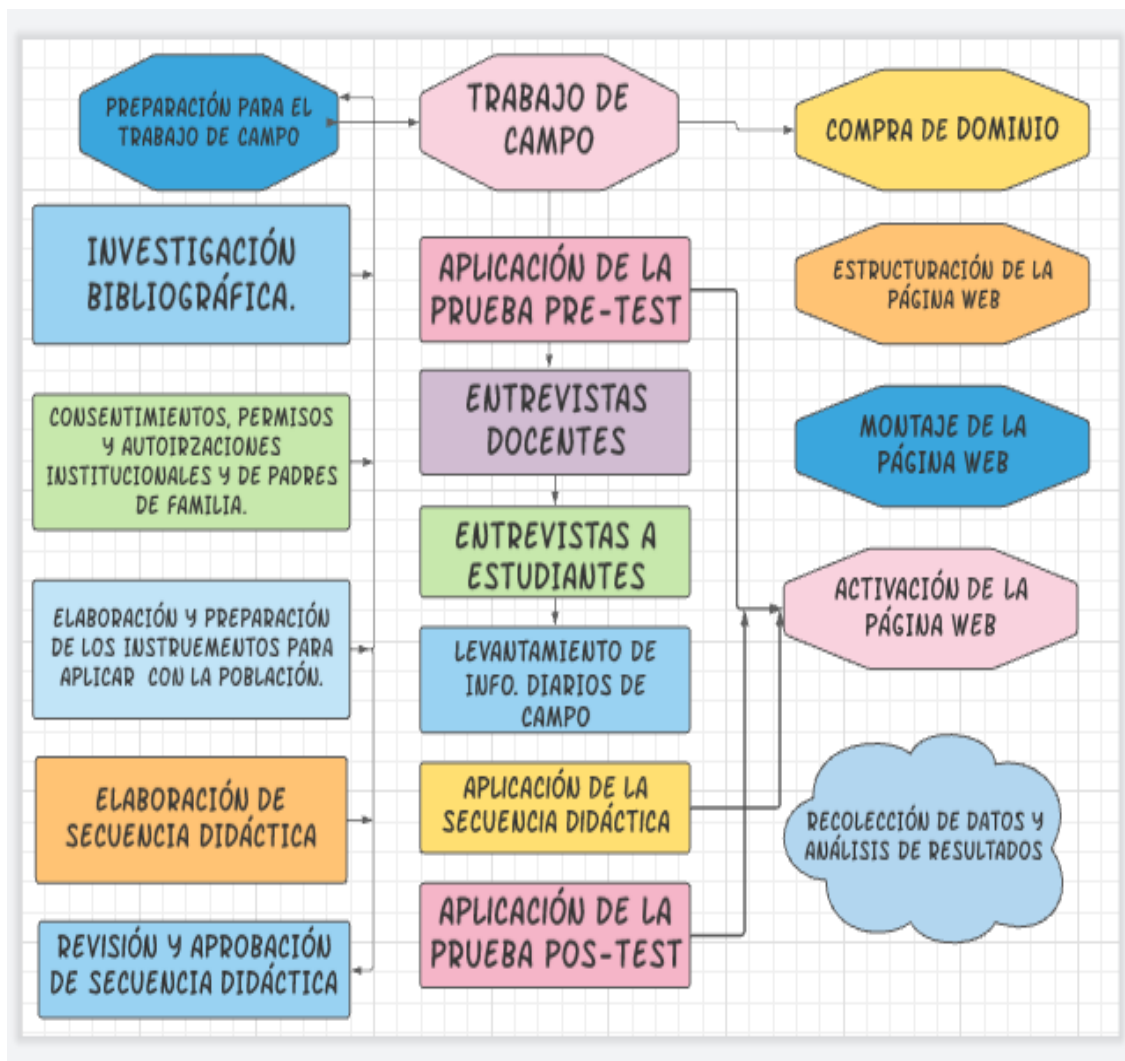 PREPARACIÓN PARA EL
TRABAJO DE CAMPO
INVESTIGACIÓN
BIBLIOGRÁFICA.
CONSENTIMIENTOS, PERMISOS
Y AUTOIRZACIONES
INSTITUCIONALES Y DE PADRES
DE FAMILIA.
ELABORACIÓN Y PREPARACIÓN
DE LOS INSTRUEMENTOS PARA
APLICAR CON LA POBLACIÓN.
ELABORACIÓN DE
SECUENCIA DIDÁCTICA
REVISIÓN Y APROBACIÓN
DE SECUENCIA DIDÁCTICA
TRABAJO DE
CAMPO
APLICACIÓN DE LA
PRUEBA PRE-TEST
ENTREVISTAS
DOCENTES
ENTREVISTAS A
ESTUDIANTES
LEVANTAMIENTO DE
INFO. DIARIOS DE
CAMPO
APLICACIÓN DE LA
SECUENCIA DIDÁCTICA
APLICACIÓN DE LA
PRUEBA POS-TEST
COMPRA DE DOMINIO
ESTRUCTURACIÓN DE LA
PÁGINA WEB
MONTAJE DE LA
PÁGINA WEB
ACTIVACIÓN DE LA
PÁGINA WEB
RECOLECCIÓN DE DATOS Y
ANÁLISIS DE RESULTADOS